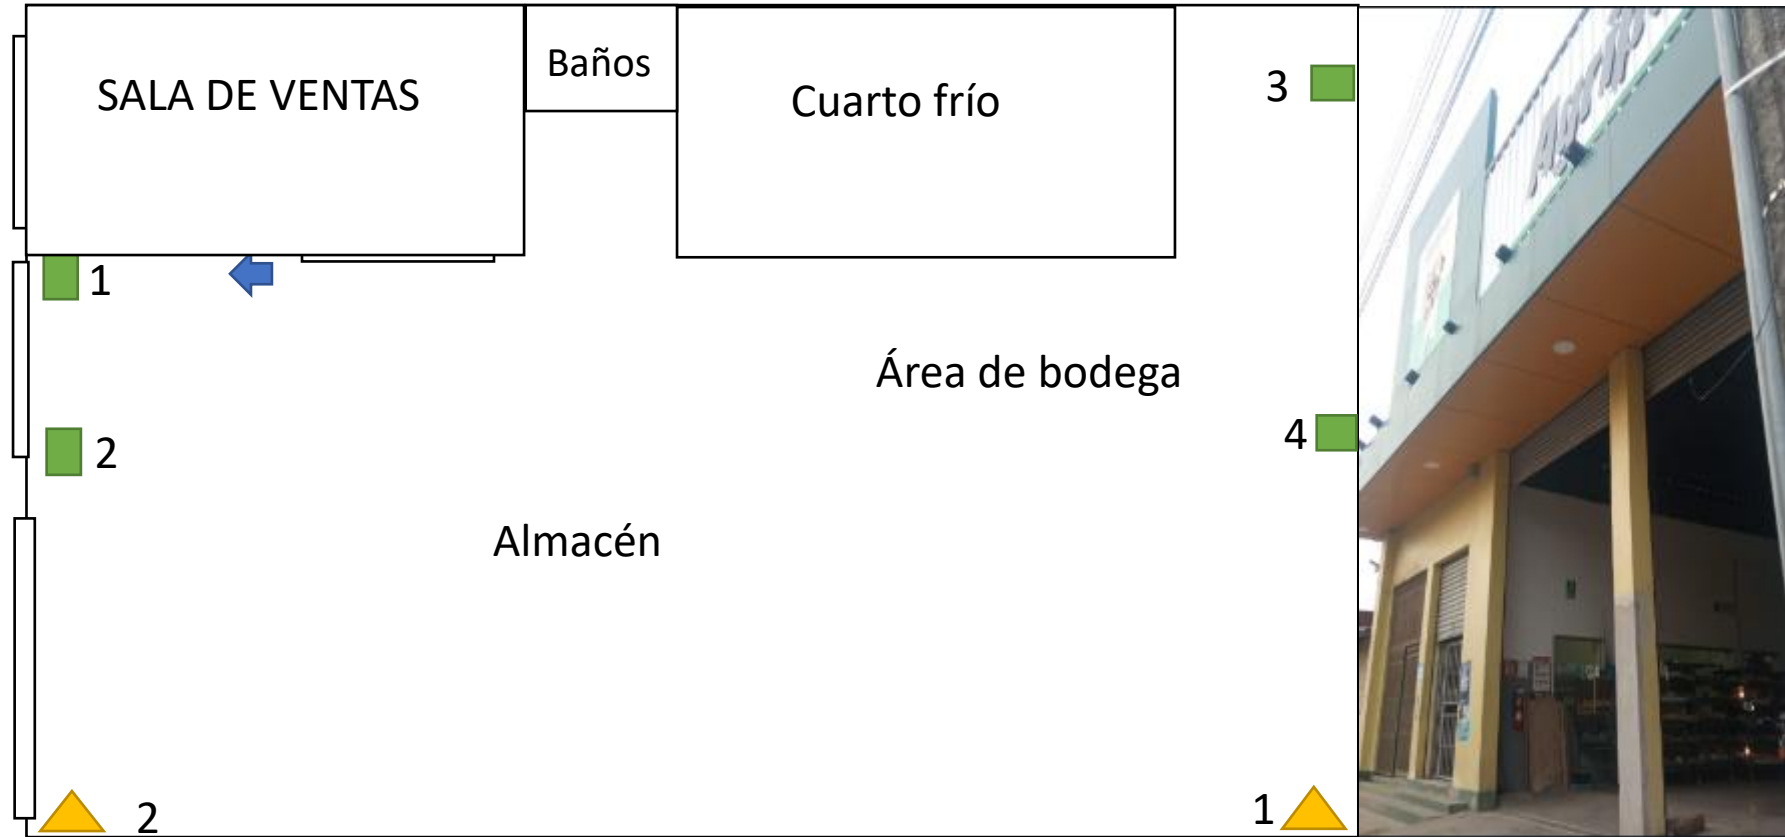 SALA DE VENTAS
Baños
Cuarto frío
3
1
Área de bodega
2
4
Almacén
2
1